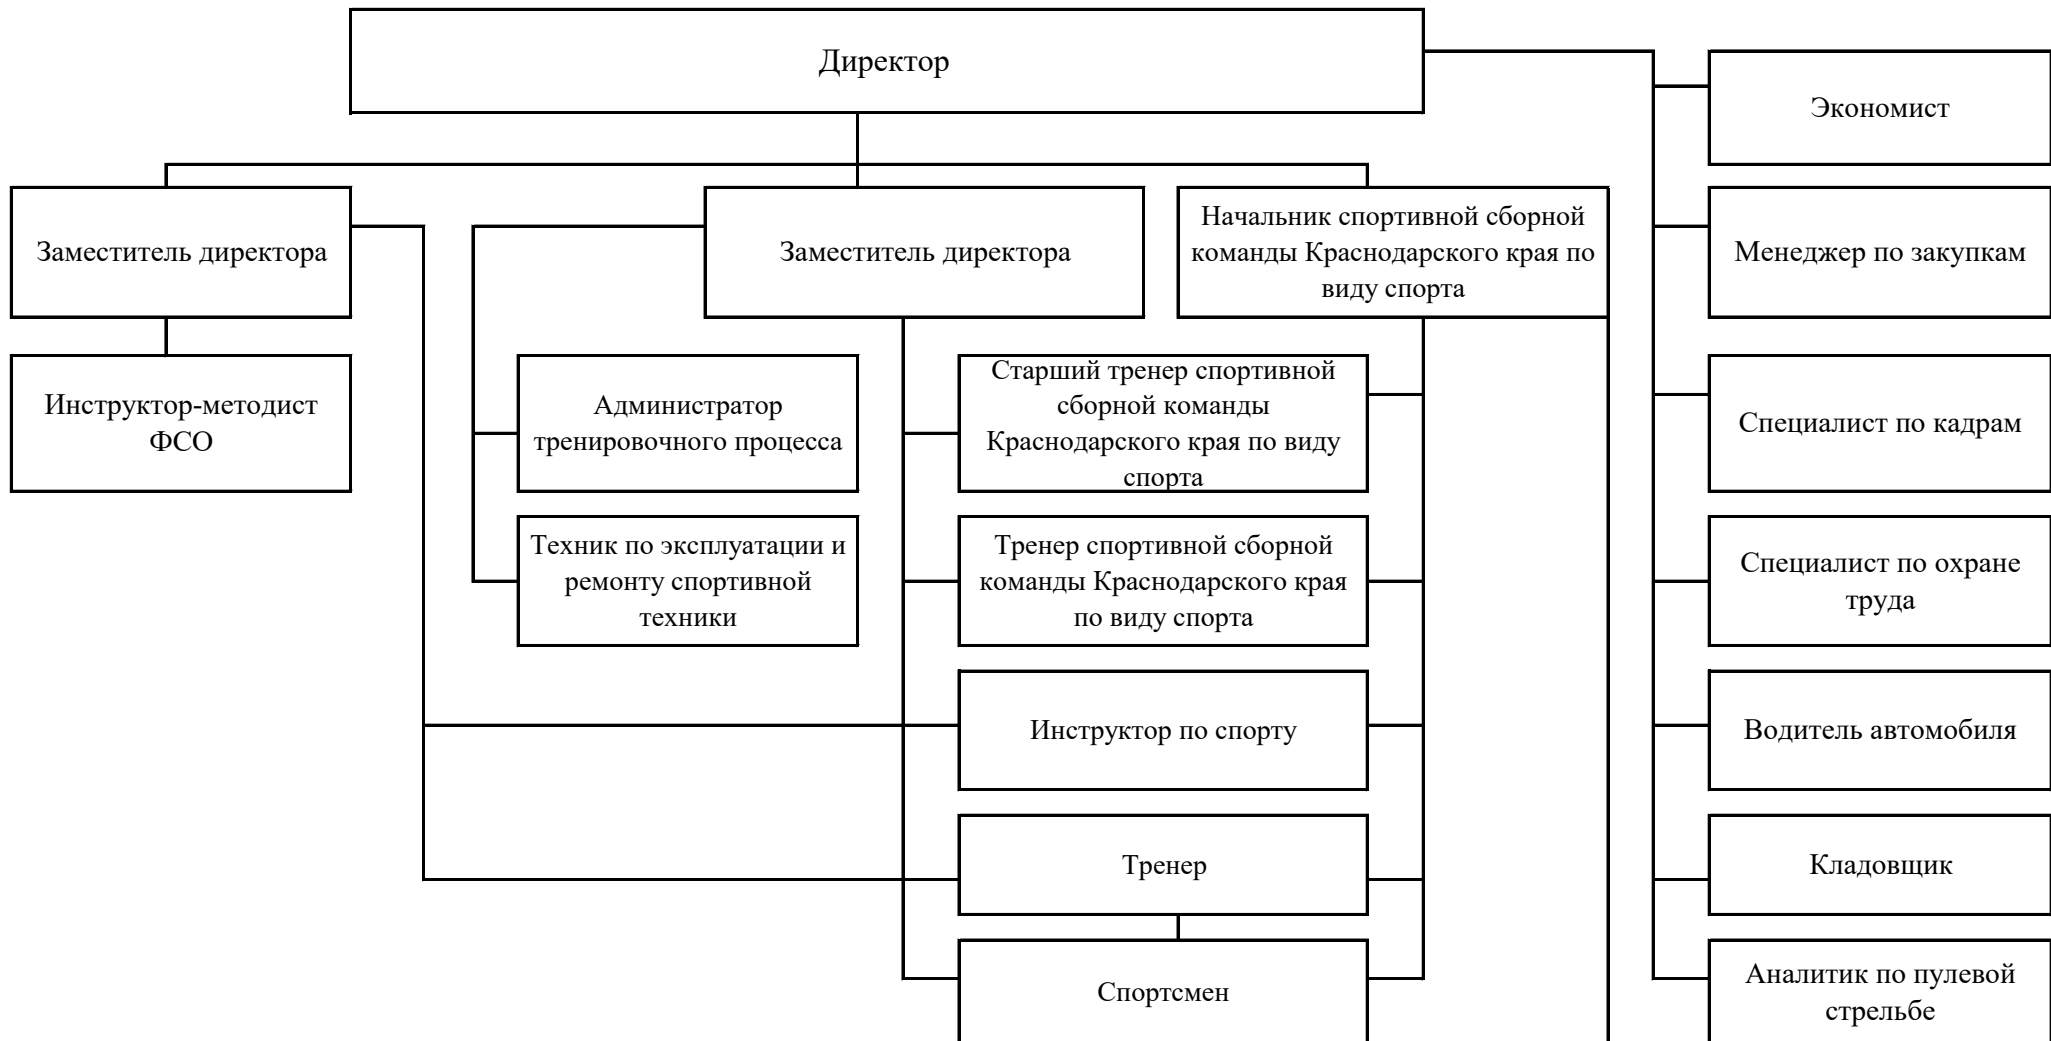 Директор
Экономист
Заместитель директора
Заместитель директора
Начальник спортивной сборной
команды Краснодарского края по
виду спорта
Менеджер по закупкам
Инструктор-методист
ФСО
Администратор
тренировочного процесса
Старший тренер спортивной
сборной команды
Краснодарского края по виду
спорта
Специалист по кадрам
Техник по эксплуатации и
ремонту спортивной
техники
Тренер спортивной сборной
команды Краснодарского края
по виду спорта
Специалист по охране
труда
Инструктор по спорту
Водитель автомобиля
Тренер
Кладовщик
Спортсмен
Аналитик по пулевой
стрельбе